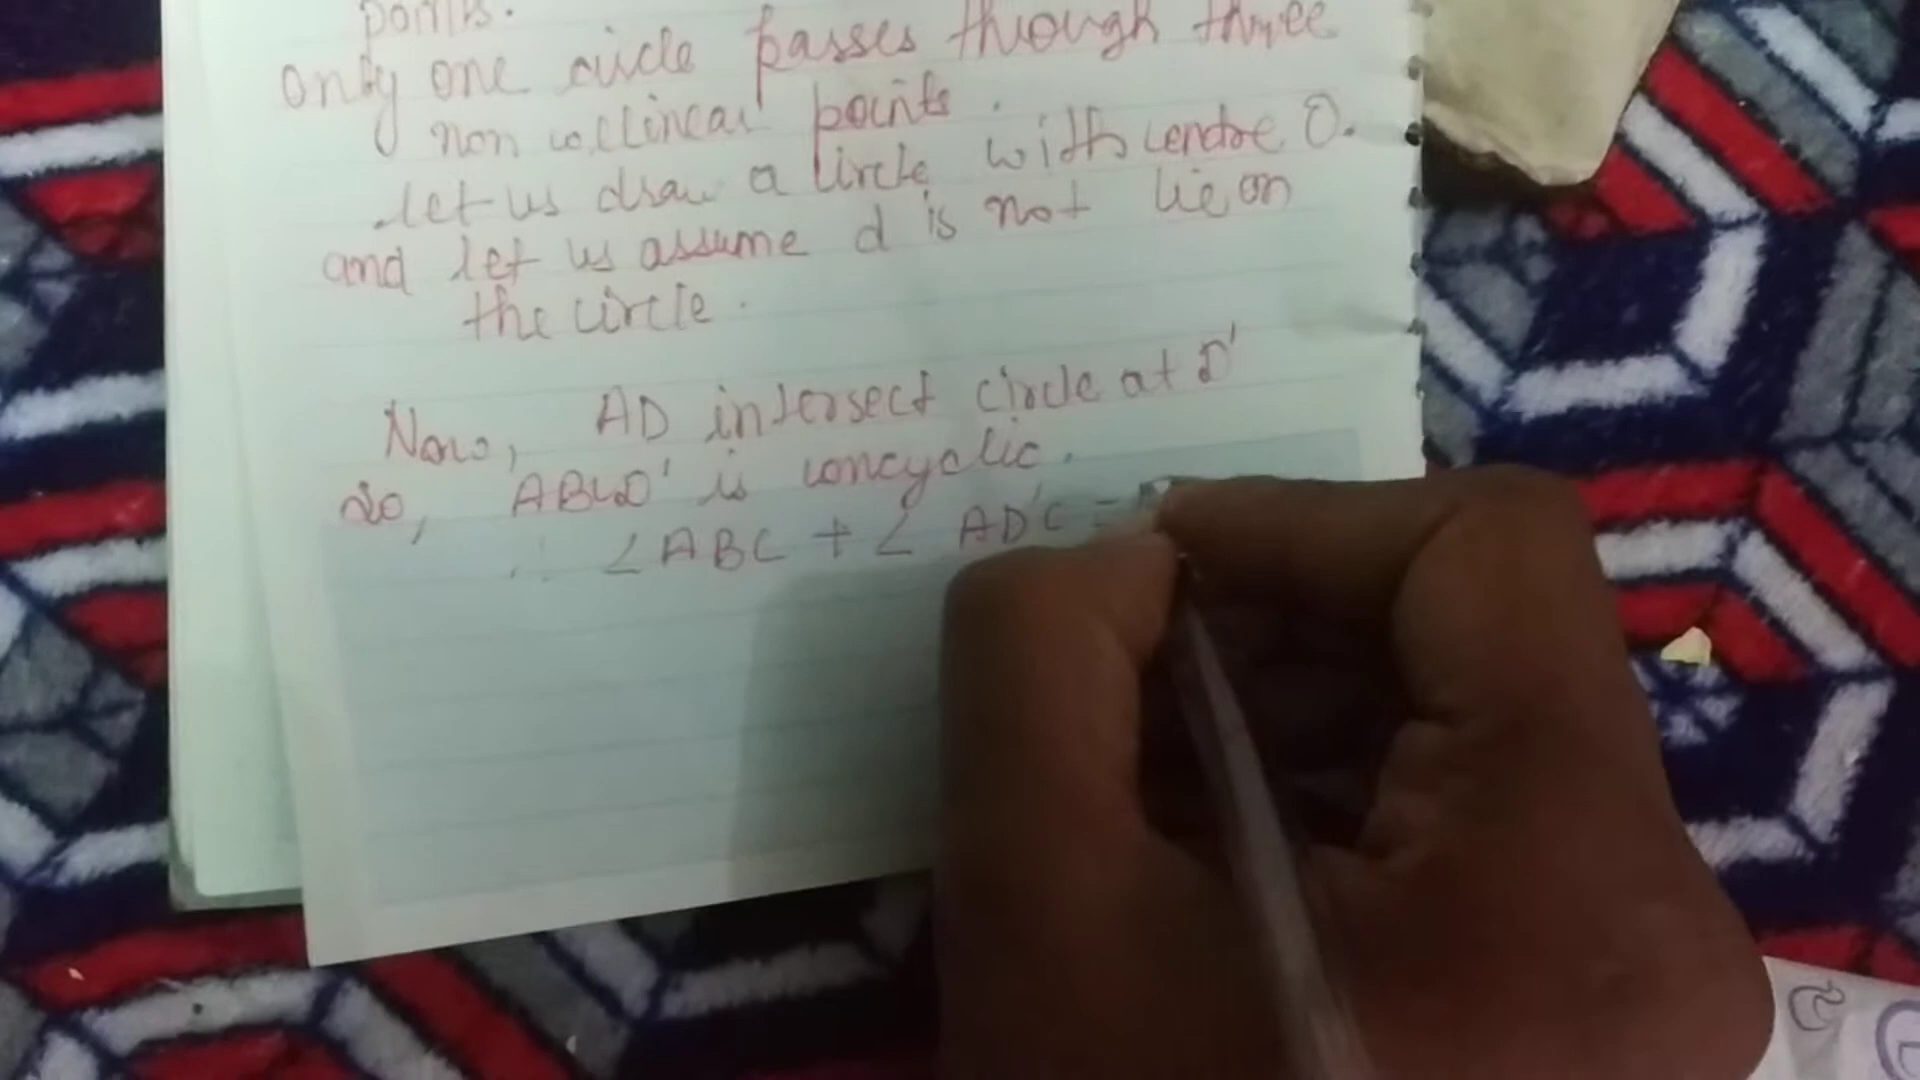 points.
only one circle passes through three
non collinear points.
let us draw a circle with centre O.
and let us assume d is not lie on
the circle.
Now, AD intersect circle at D'
So, ABCD' is concyclic.
∴ ∠ABC + ∠ AD'C =